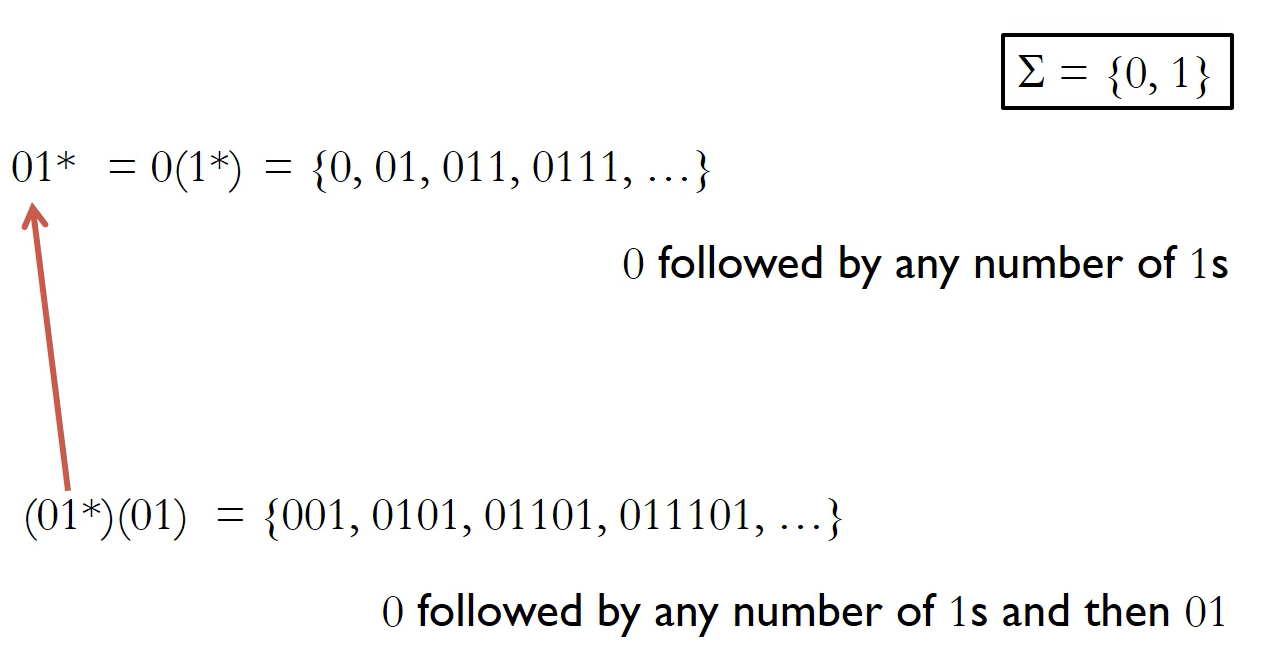 Σ = {0, 1}
01* = 0(1*) = {0, 01, 011, 0111, …}
0 followed by any number of 1s
(01*)(01) = {001, 0101, 01101, 011101, …}
0 followed by any number of 1s and then 01